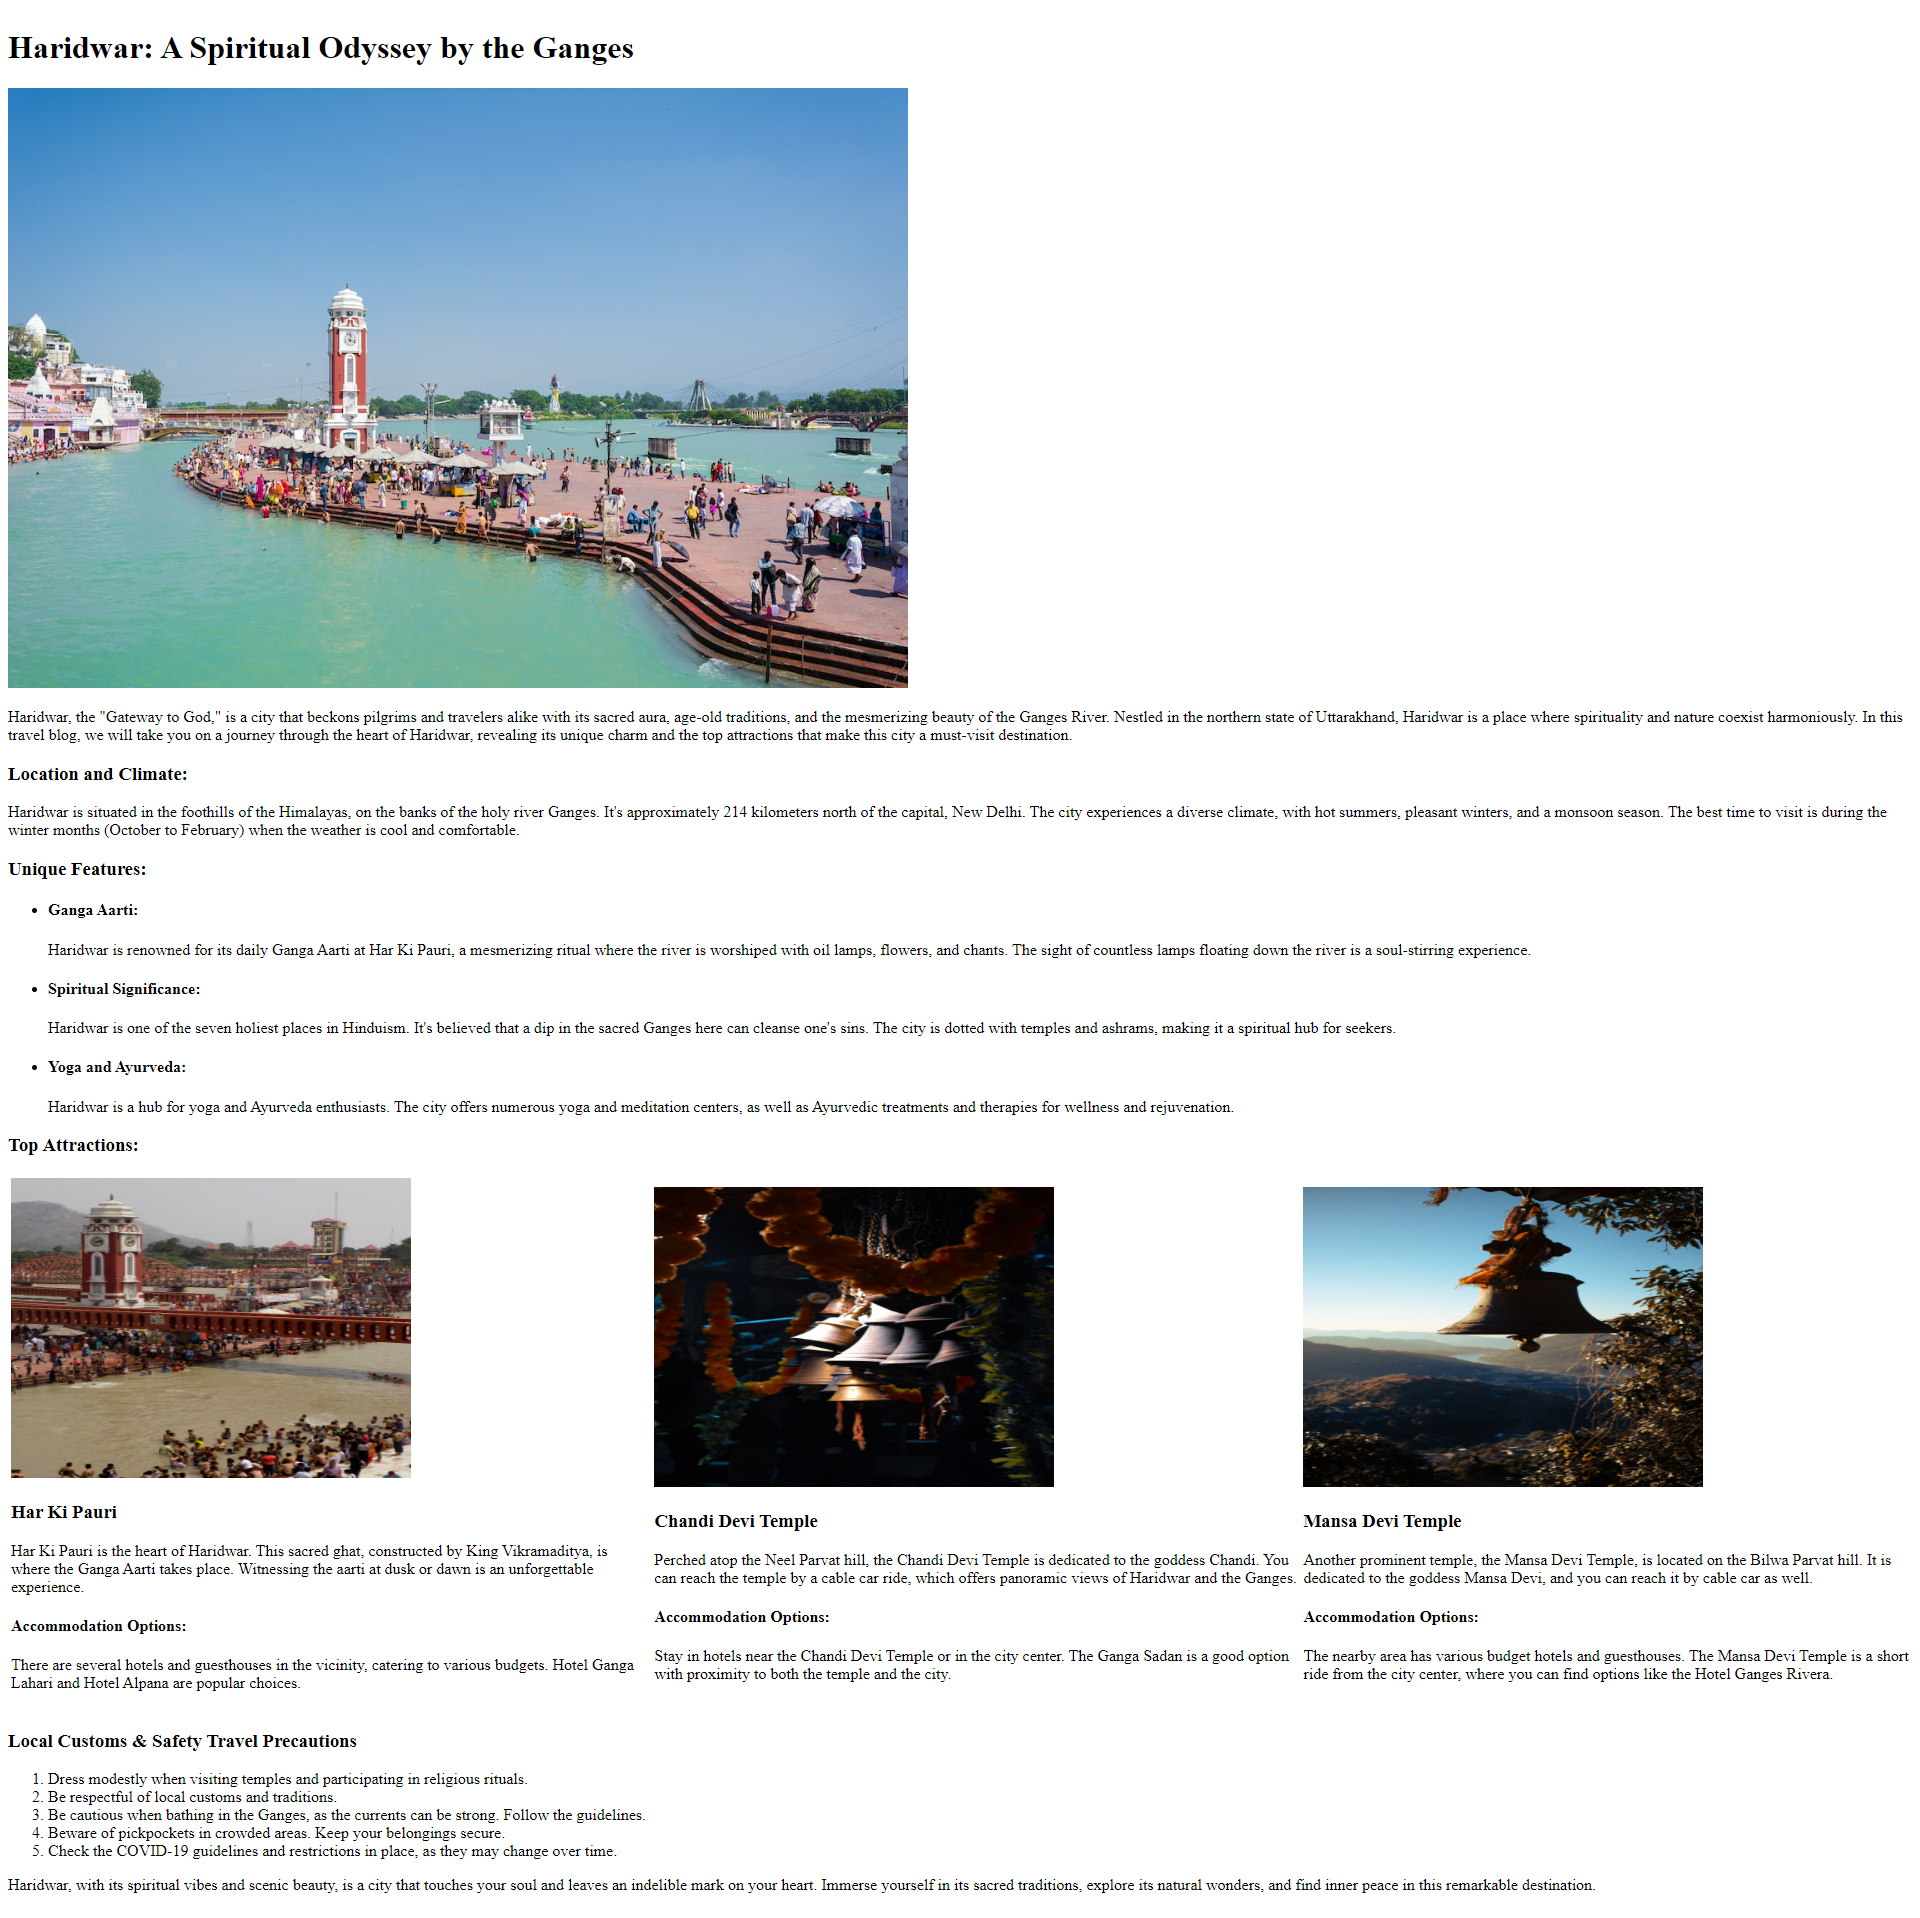 Haridwar: A Spiritual Odyssey by the Ganges
Haridwar, the "Gateway to God," is a city that beckons pilgrims and travelers alike with its sacred aura, age-old traditions, and the mesmerizing beauty of the Ganges River. Nestled in the northern state of Uttarakhand, Haridwar is a place where spirituality and nature coexist harmoniously. In this
travel blog, we will take you on a journey through the heart of Haridwar, revealing its unique charm and the top attractions that make this city a must-visit destination.
Location and Climate:
Haridwar is situated in the foothills of the Himalayas, on the banks of the holy river Ganges. It's approximately 214 kilometers north of the capital, New Delhi. The city experiences a diverse climate, with hot summers, pleasant winters, and a monsoon season. The best time to visit is during the
winter months (October to February) when the weather is cool and comfortable.
Unique Features:
• Ganga Aarti:
Haridwar is renowned for its daily Ganga Aarti at Har Ki Pauri, a mesmerizing ritual where the river is worshiped with oil lamps, flowers, and chants. The sight of countless lamps floating down the river is a soul-stirring experience.
• Spiritual Significance:
Haridwar is one of the seven holiest places in Hinduism. It's believed that a dip in the sacred Ganges here can cleanse one's sins. The city is dotted with temples and ashrams, making it a spiritual hub for seekers.
• Yoga and Ayurveda:
Haridwar is a hub for yoga and Ayurveda enthusiasts. The city offers numerous yoga and meditation centers, as well as Ayurvedic treatments and therapies for wellness and rejuvenation.
Top Attractions:
Har Ki Pauri
Har Ki Pauri is the heart of Haridwar. This sacred ghat, constructed by King Vikramaditya, is
where the Ganga Aarti takes place. Witnessing the aarti at dusk or dawn is an unforgettable
experience.
Accommodation Options:
There are several hotels and guesthouses in the vicinity, catering to various budgets. Hotel Ganga
Lahari and Hotel Alpana are popular choices.
Chandi Devi Temple
Perched atop the Neel Parvat hill, the Chandi Devi Temple is dedicated to the goddess Chandi. You
can reach the temple by a cable car ride, which offers panoramic views of Haridwar and the Ganges.
Accommodation Options:
Stay in hotels near the Chandi Devi Temple or in the city center. The Ganga Sadan is a good option
with proximity to both the temple and the city.
Mansa Devi Temple
Another prominent temple, the Mansa Devi Temple, is located on the Bilwa Parvat hill. It is
dedicated to the goddess Mansa Devi, and you can reach it by cable car as well.
Accommodation Options:
The nearby area has various budget hotels and guesthouses. The Mansa Devi Temple is a short
ride from the city center, where you can find options like the Hotel Ganges Rivera.
Local Customs & Safety Travel Precautions
1. Dress modestly when visiting temples and participating in religious rituals.
2. Be respectful of local customs and traditions.
3. Be cautious when bathing in the Ganges, as the currents can be strong. Follow the guidelines.
4. Beware of pickpockets in crowded areas. Keep your belongings secure.
5. Check the COVID-19 guidelines and restrictions in place, as they may change over time.
Haridwar, with its spiritual vibes and scenic beauty, is a city that touches your soul and leaves an indelible mark on your heart. Immerse yourself in its sacred traditions, explore its natural wonders, and find inner peace in this remarkable destination.